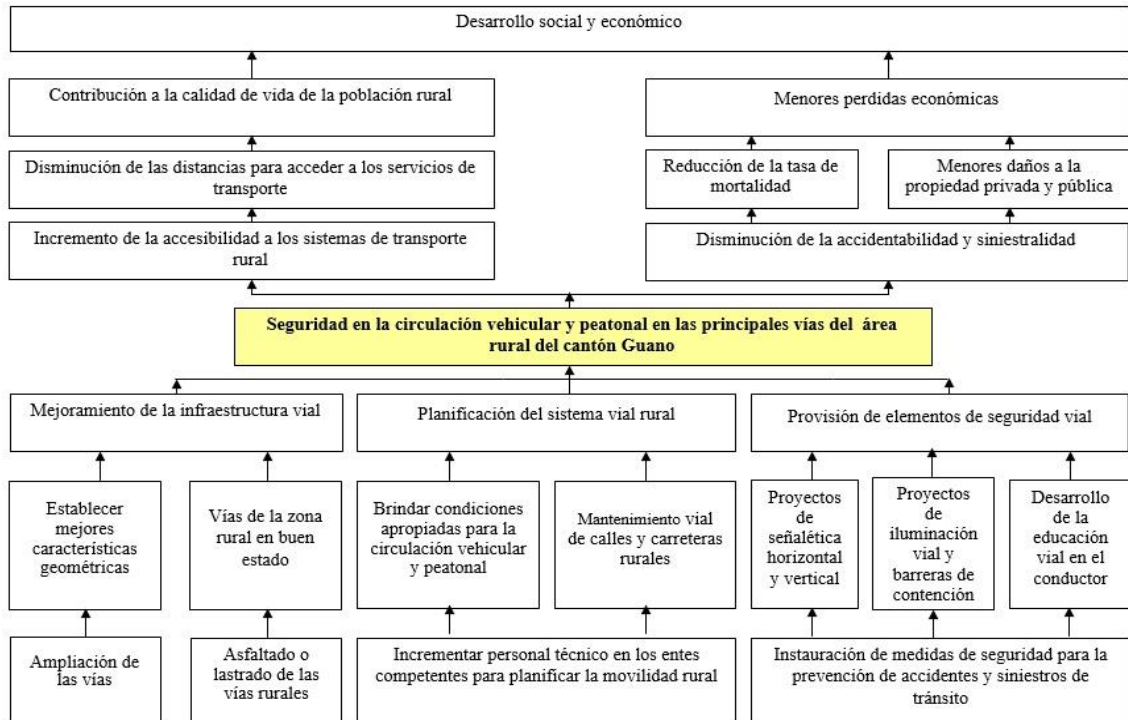 Desarrollo social y económico
Contribución a la calidad de vida de la población rural
Menores perdidas económicas
Disminución de las distancias para acceder a los servicios de
transporte
Reducción de la tasa de
mortalidad
Menores daños a la
propiedad privada y pública
Incremento de la accesibilidad a los sistemas de transporte
rural
Disminución de la accidentabilidad y siniestralidad
Seguridad en la circulación vehicular y peatonal en las principales vías del área
rural del cantón Guano
Mejoramiento de la infraestructura vial
Planificación del sistema vial rural
Provisión de elementos de seguridad vial
Establecer
mejores
características
geométricas
Vías de la zona
rural en buen
estado
Brindar condiciones
apropiadas para la
circulación vehicular
y peatonal
Mantenimiento vial
de calles y carreteras
rurales
Proyectos
de
señalética
horizontal
y vertical
Proyectos
de
iluminación
vial y
barreras de
contención
Desarrollo
de la
educación
vial en el
conductor
Ampliación de
las vías
Asfaltado o
lastrado de las
vías rurales
Incrementar personal técnico en los entes
competentes para planificar la movilidad rural
Instauración de medidas de seguridad para la
prevención de accidentes y siniestros de
tránsito